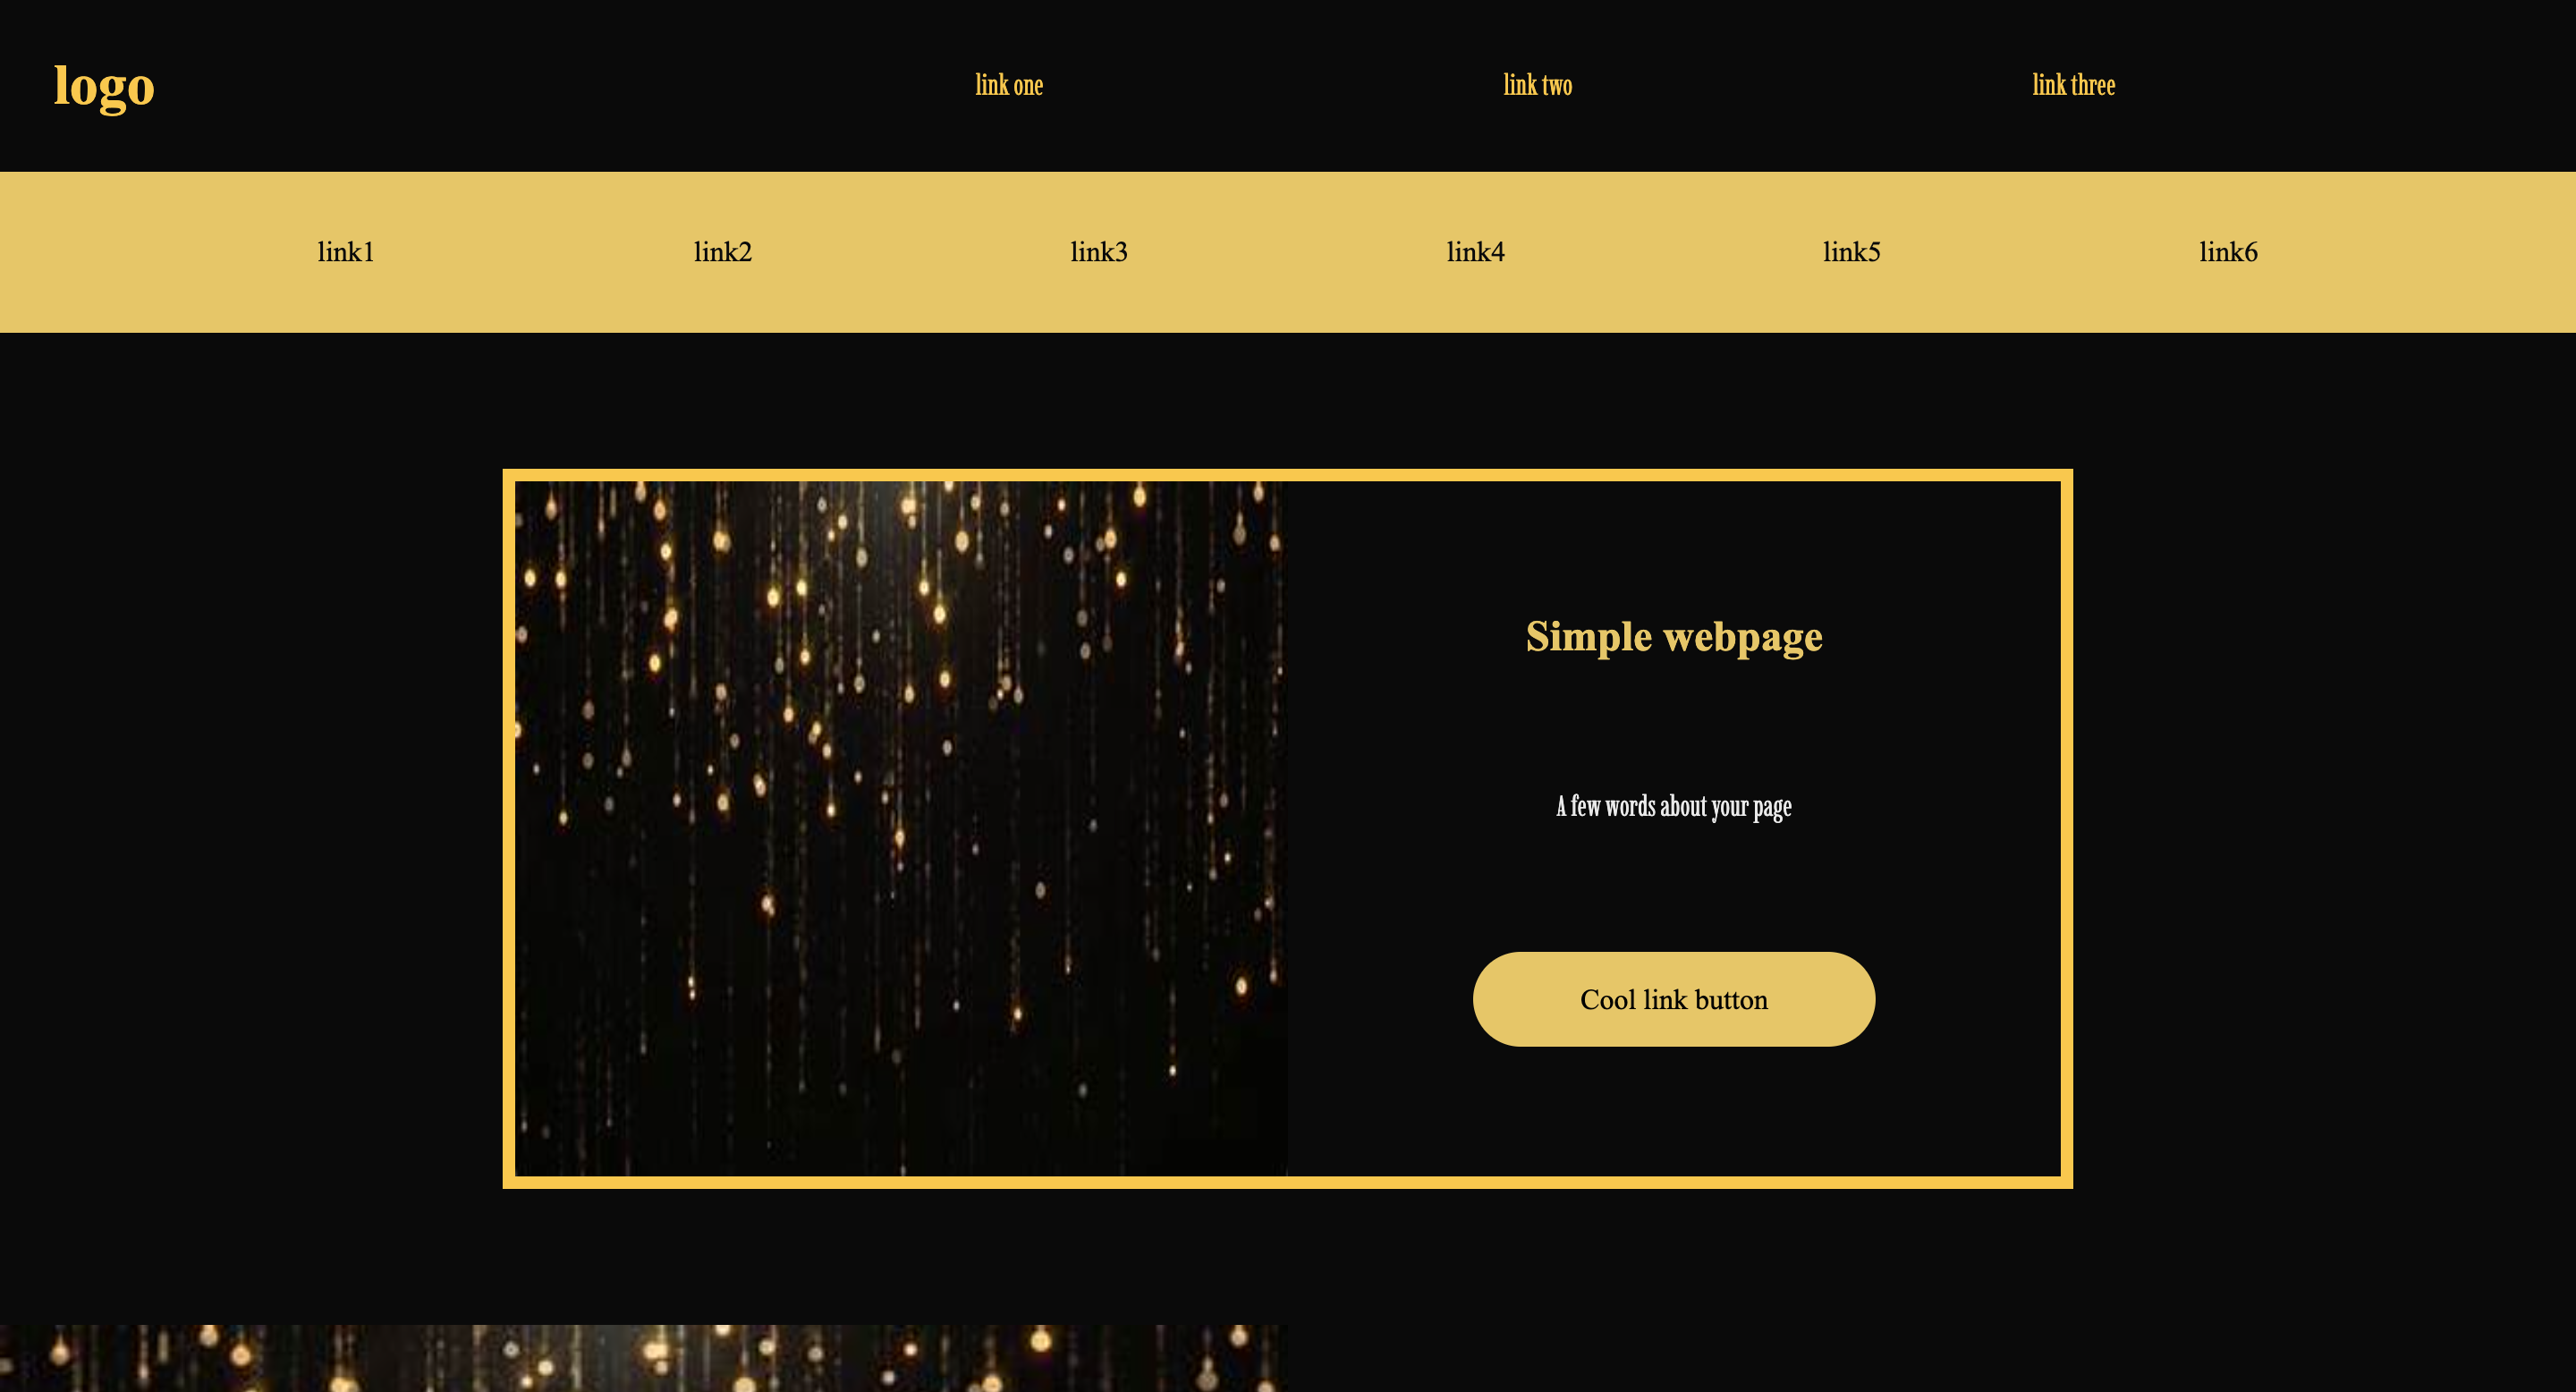 logo
link one
link two
link three
link1
link2
link3
link4
link5
link6
Simple webpage
A few words about your page
Cool link button